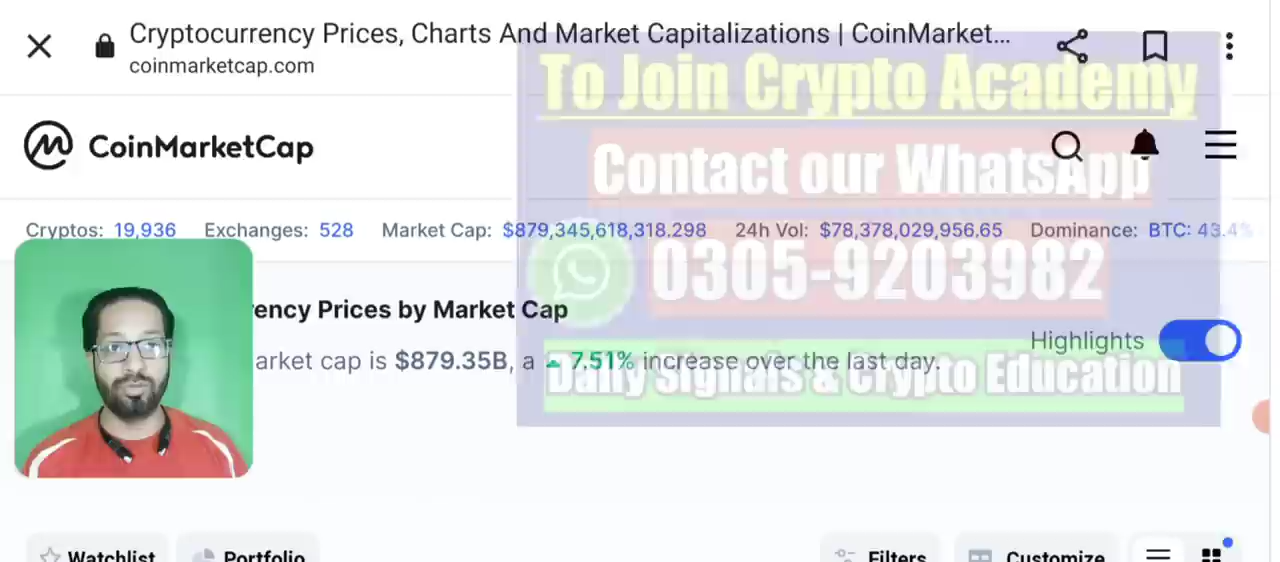 Cryptocurrency Prices, Charts And Market Capitalizations | CoinMarket...
coinmarketcap.com
To Join Crypto Academy
CoinMarketCap
Contact our WhatsApp
Cryptos: 19,936 Exchanges: 528 Market Cap: $879,345,618,318.298 24h Vol: $78,378,029,956.65 Dominance: BTC: 43.4%
0305-9203982
ency Prices by Market Cap
Highlights
arket cap is $879.35B, a 7.51% increase over the last day.
Daily Signals & Crypto Education
Watchlist Portfolio Filters Customize